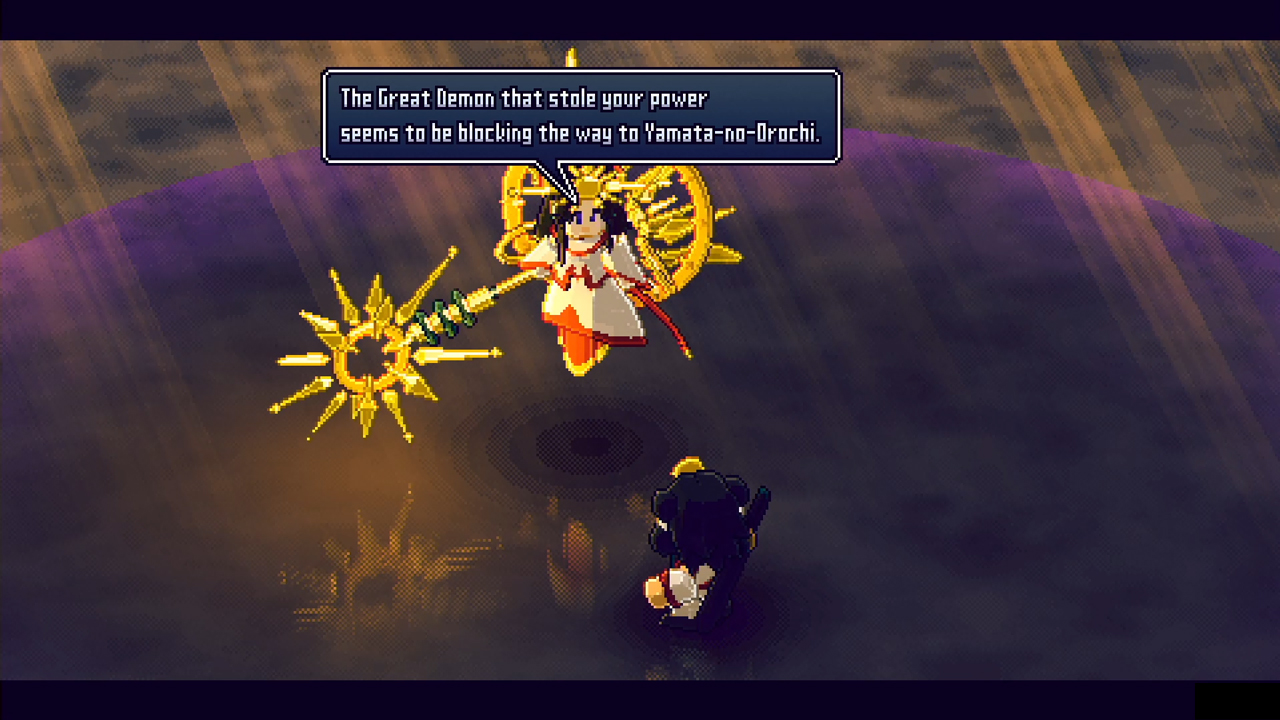 The Great Demon that stole your power
seems to be blocking the way to Yamata-no-Orochi.